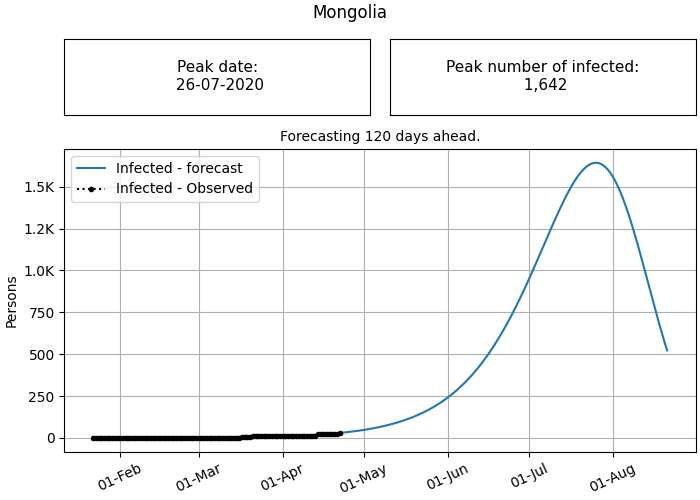 Mongolia
Peak date:
26-07-2020
Peak number of infected:
1,642
Forecasting 120 days ahead.
Infected - forecast
Infected - Observed
Persons
1.5K
1.2K
1.0K
750
500
250
0
01-Feb
01-Mar
01-Apr
01-May
01-Jun
01-Jul
01-Aug